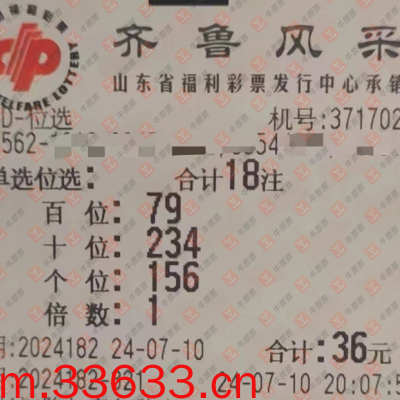 齐鲁风采
WELFARE LOTTERY
山东省福利彩票发行中心承销
D-位选 机号:371702
562-
单选位选: 合计18注
百位: 79
十位: 234
个位: 156
倍数: 1
期:2024182 24-07-10 合计:36元
24-07-10 20:07:5
m.33633.cn